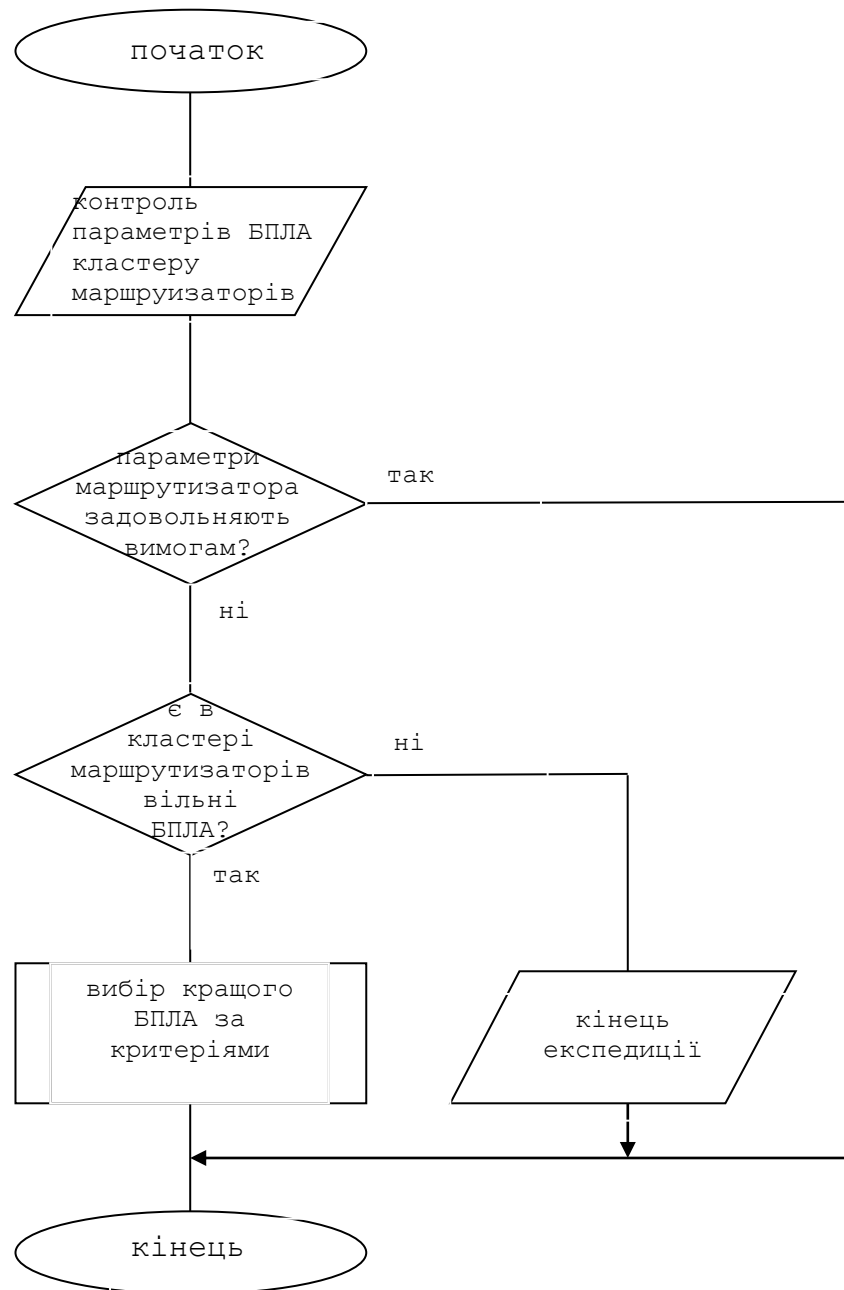 початок
контроль
параметрів БПЛА
кластеру
маршруизаторів
параметри
маршрутизатора
задовольняють
вимогам?
так
ні
є в
кластері
маршрутизаторів
вільні
БПЛА?
ні
так
вибір кращого
БПЛА за
критеріями
кінець
експедиції
кінець